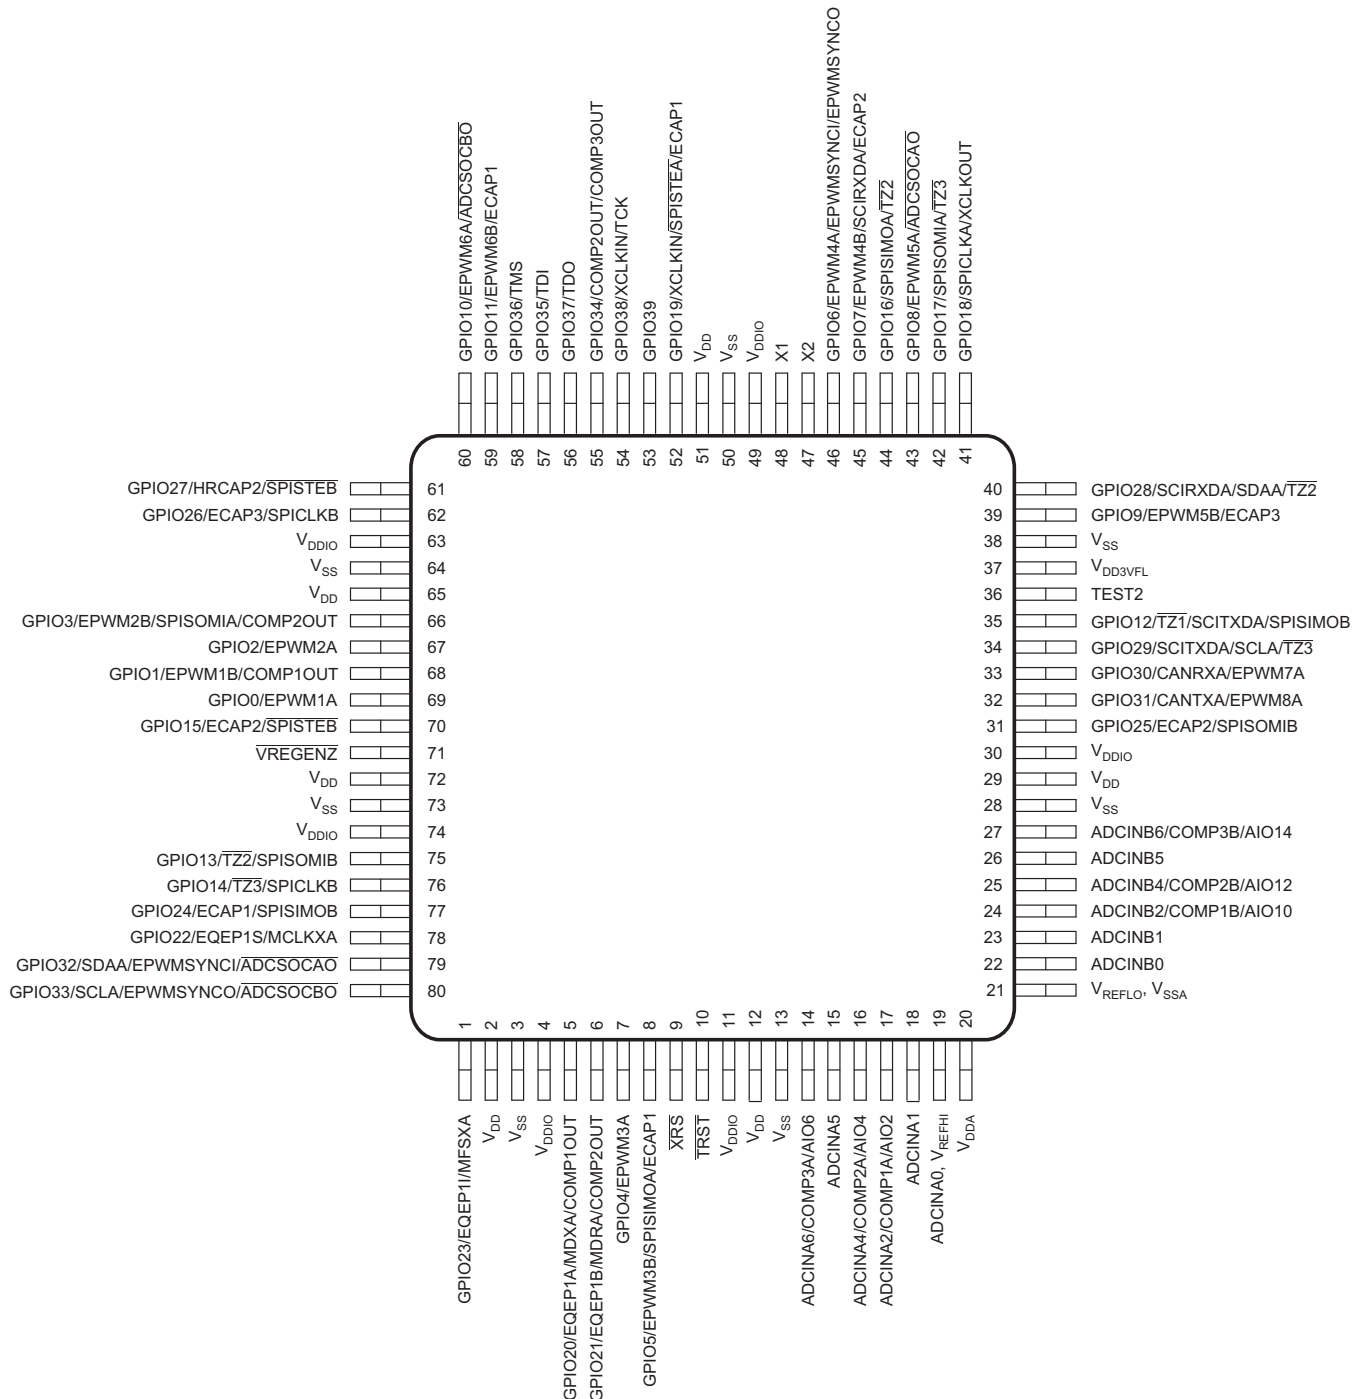 GPIO10/EPWM6A/ADCSOCBO
GPIO11/EPWM6B/ECAP1
GPIO36/TMS
GPIO35/TDI
GPIO37/TDO
GPIO34/COMP2OUT/COMP3OUT
GPIO38/XCLKIN/TCK
GPIO39
GPIO19/XCLKIN/SPISTEA/ECAP1
VDD
VSS
VDDIO
X1
X2
GPIO6/EPWM4A/EPWMSYNCI/EPWMSYNCO
GPIO7/EPWM4B/SCIRXDA/ECAP2
GPIO16/SPISIMOA/TZ2
GPIO8/EPWM5A/ADCSOCAO
GPIO17/SPISOMIA/TZ3
GPIO18/SPICLKA/XCLKOUT
60
59
58
57
56
55
54
53
52
51
50
49
48
47
46
45
44
43
42
41
GPIO27/HRCAP2/SPISTEB 61
GPIO26/ECAP3/SPICLKB 62
VDDIO 63
VSS 64
VDD 65
GPIO3/EPWM2B/SPISOMIA/COMP2OUT 66
GPIO2/EPWM2A 67
GPIO1/EPWM1B/COMP1OUT 68
GPIO0/EPWM1A 69
GPIO15/ECAP2/SPISTEB 70
VREGENZ 71
VDD 72
VSS 73
VDDIO 74
GPIO13/TZ2/SPISOMIB 75
GPIO14/TZ3/SPICLKB 76
GPIO24/ECAP1/SPISIMOB 77
GPIO22/EQEP1S/MCLKXA 78
GPIO32/SDAA/EPWMSYNCI/ADCSOCAO 79
GPIO33/SCLA/EPWMSYNCO/ADCSOCBO 80
40 GPIO28/SCIRXDA/SDAA/TZ2
39 GPIO9/EPWM5B/ECAP3
38 VSS
37 VDD3VFL
36 TEST2
35 GPIO12/TZ1/SCITXDA/SPISIMOB
34 GPIO29/SCITXDA/SCLA/TZ3
33 GPIO30/CANRXA/EPWM7A
32 GPIO31/CANTXA/EPWM8A
31 GPIO25/ECAP2/SPISOMIB
30 VDDIO
29 VDD
28 VSS
27 ADCINB6/COMP3B/AIO14
26 ADCINB5
25 ADCINB4/COMP2B/AIO12
24 ADCINB2/COMP1B/AIO10
23 ADCINB1
22 ADCINB0
21 VREFLO, VSSA
1
2
3
4
5
6
7
8
9
10
11
12
13
14
15
16
17
18
19
20
GPIO23/EQEP1I/MFSXA
VDD
VSS
VDDIO
GPIO20/EQEP1A/MDXA/COMP1OUT
GPIO21/EQEP1B/MDRA/COMP2OUT
GPIO4/EPWM3A
GPIO5/EPWM3B/SPISIMOA/ECAP1
XRS
TRST
VDDIO
VDD
VSS
ADCINA6/COMP3A/AIO6
ADCINA5
ADCINA4/COMP2A/AIO4
ADCINA2/COMP1A/AIO2
ADCINA1
ADCINA0, VREFHI
VDDA